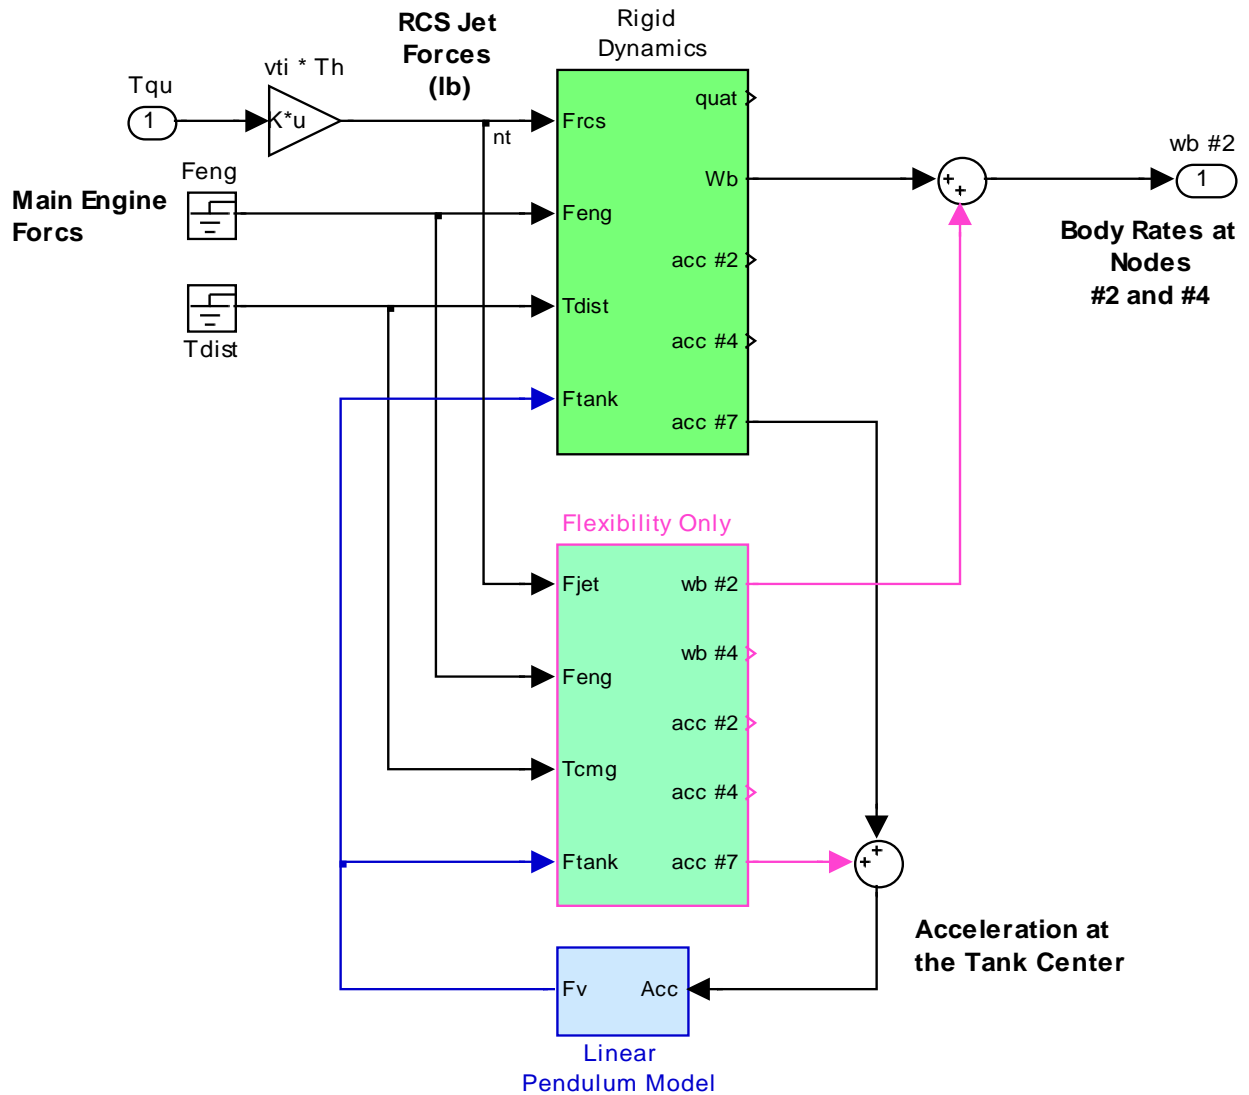 RCS Jet
Forces
(lb)
Rigid
Dynamics
Tqu
1
vti * Th
K*u
nt
Frcs
quat
Wb
wb #2
1
Main Engine
Forcs
Feng
Feng
Tdist
Tdist
acc #2
acc #4
Ftank
acc #7
Body Rates at
Nodes
#2 and #4
Flexibility Only
Fjet
wb #2
wb #4
Feng
acc #2
Tcmg
acc #4
Ftank
acc #7
Acceleration at
the Tank Center
Fv
Acc
Linear
Pendulum Model